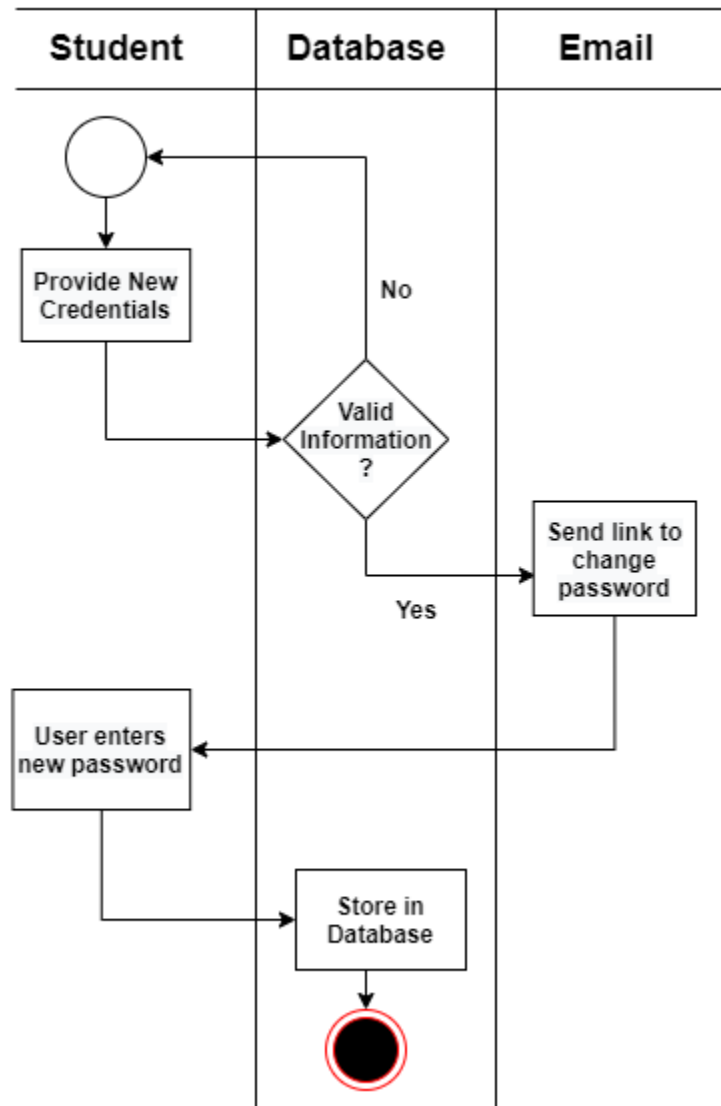 Student Database Email
Provide New
Credentials
No
Valid
Information
?
Send link to
change
password
Yes
User enters
new password
Store in
Database